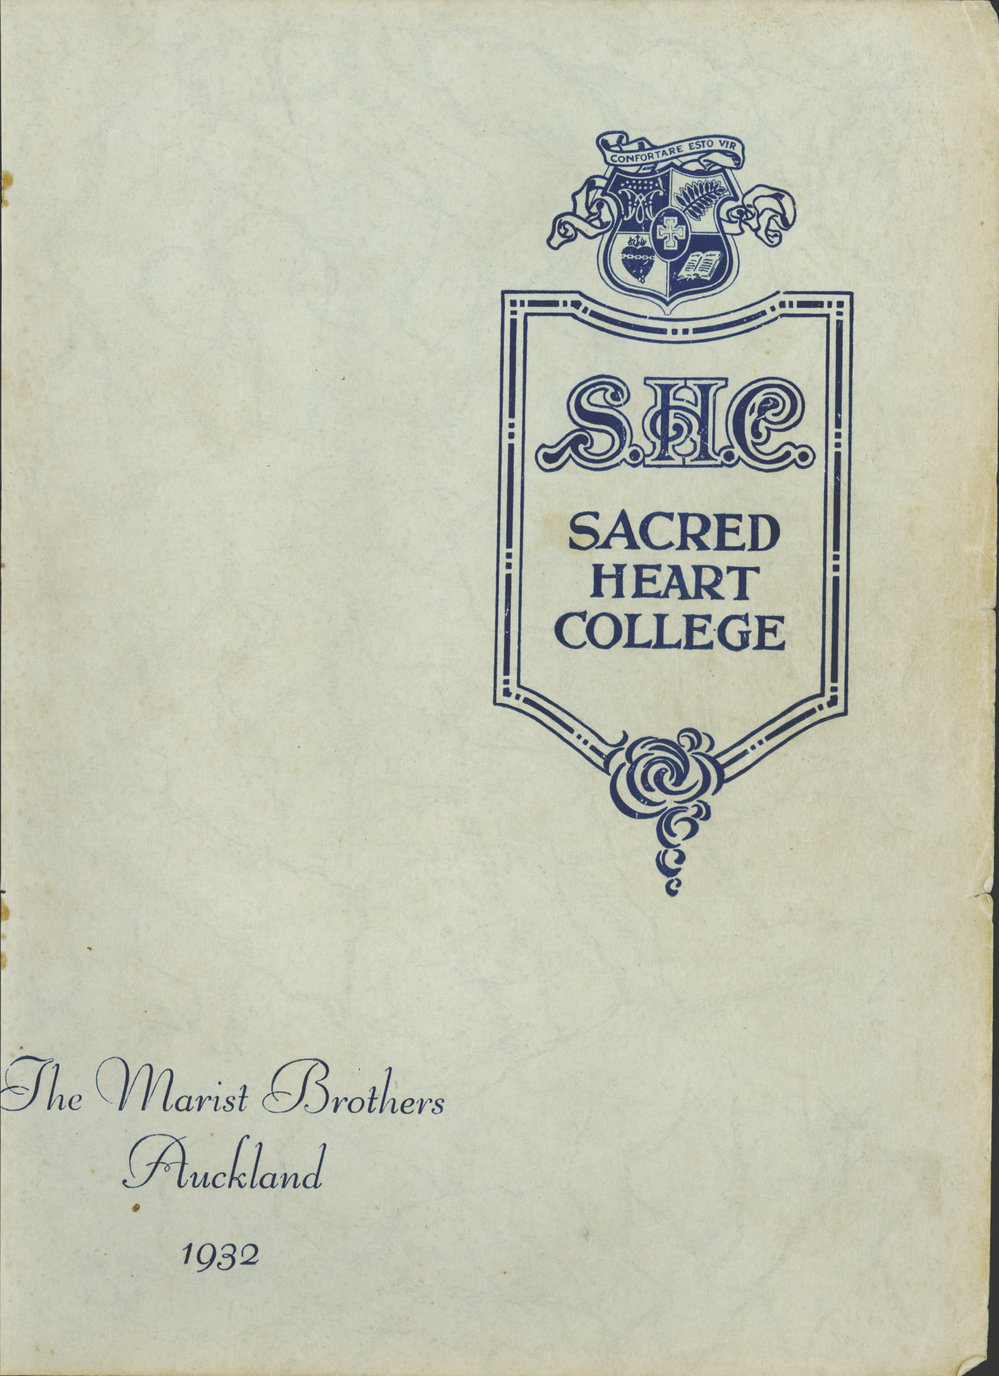 CONFORTARE ESTO VIR
S.H.C.
SACRED
HEART
COLLEGE
The Marist Brothers
Auckland
1932